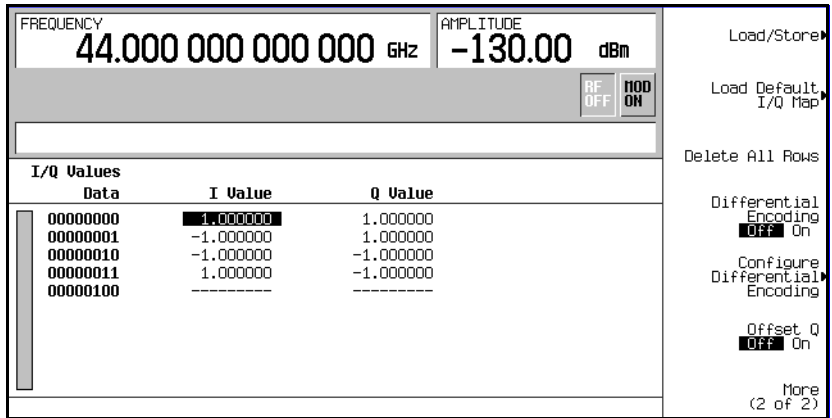 FREQUENCY
44.000 000 000 000 GHz
AMPLITUDE
-130.00 dBm
RF OFF
MOD ON
I/Q Values
Data I Value Q Value
00000000 1.000000 1.000000
00000001 -1.000000 1.000000
00000010 -1.000000 -1.000000
00000011 1.000000 -1.000000
00000100 --------- ---------
Load/Store
Load Default
I/Q Map
Delete All Rows
Differential
Encoding
Off On
Configure
Differential
Encoding
Offset Q
Off On
More
(2 of 2)